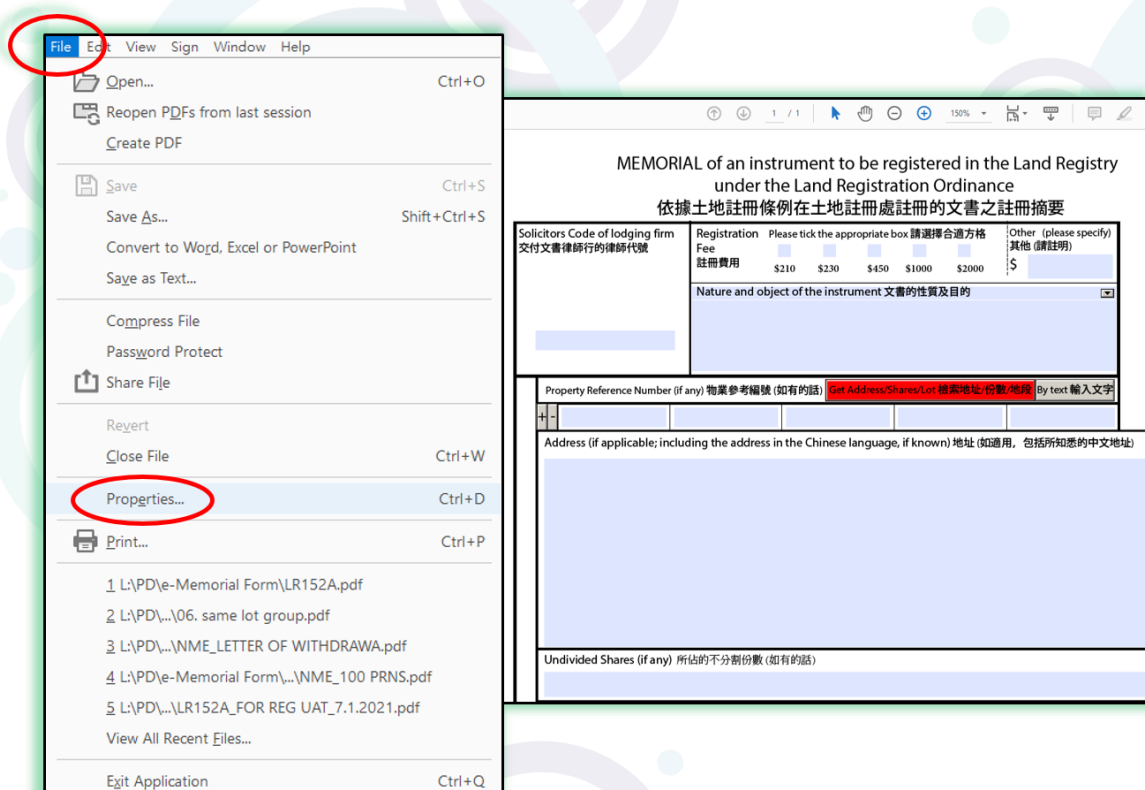 File Edit View Sign Window Help
Open... Ctrl+O
Reopen PDFs from last session
Create PDF
Save Ctrl+S
Save As... Shift+Ctrl+S
Convert to Word, Excel or PowerPoint
Save as Text...
Compress File
Password Protect
Share File
Revert
Close File Ctrl+W
Properties... Ctrl+D
Print... Ctrl+P
1 L:\PD\e-Memorial Form\LR152A.pdf
2 L:\PD\...\06. same lot group.pdf
3 L:\PD\...\NME_LETTER OF WITHDRAWA.pdf
4 L:\PD\e-Memorial Form\...\NME_100 PRNS.pdf
5 L:\PD\...\LR152A_FOR REG UAT_7.1.2021.pdf
View All Recent Files...
Exit Application Ctrl+Q
1 / 1 150%
MEMORIAL of an instrument to be registered in the Land Registry
under the Land Registration Ordinance
依據土地註冊條例在土地註冊處註冊的文書之註冊摘要
Solicitors Code of lodging firm
交付文書律師行的律師代號
Registration Please tick the appropriate box 請選擇合適方格
Fee
註冊費用
$210 $230 $450 $1000 $2000
Other (please specify)
其他 (請註明)
$
Nature and object of the instrument 文書的性質及目的
Property Reference Number (if any) 物業參考編號 (如有的話) Get Address/Shares/Lot 檢索地址/份數/地段 By text 輸入文字
+ -
Address (if applicable; including the address in the Chinese language, if known) 地址 (如適用，包括所知悉的中文地址)
Undivided Shares (if any) 所佔的不分割份數 (如有的話)